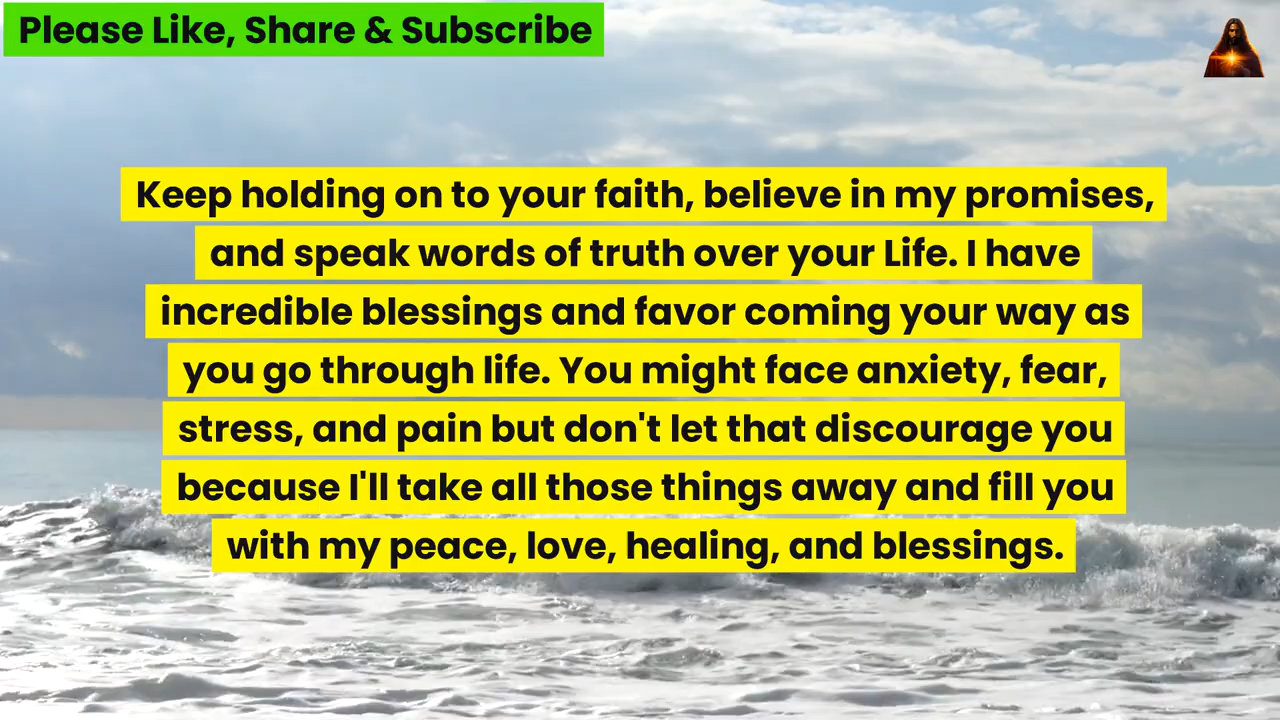 Please Like, Share & Subscribe
Keep holding on to your faith, believe in my promises,
and speak words of truth over your Life. I have
incredible blessings and favor coming your way as
you go through life. You might face anxiety, fear,
stress, and pain but don't let that discourage you
because I'll take all those things away and fill you
with my peace, love, healing, and blessings.